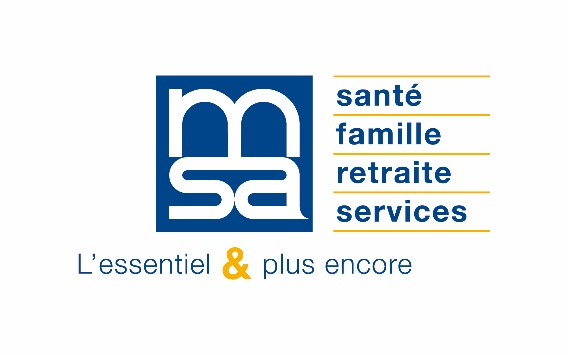 msa
santé
famille
retraite
services
L'essentiel & plus encore